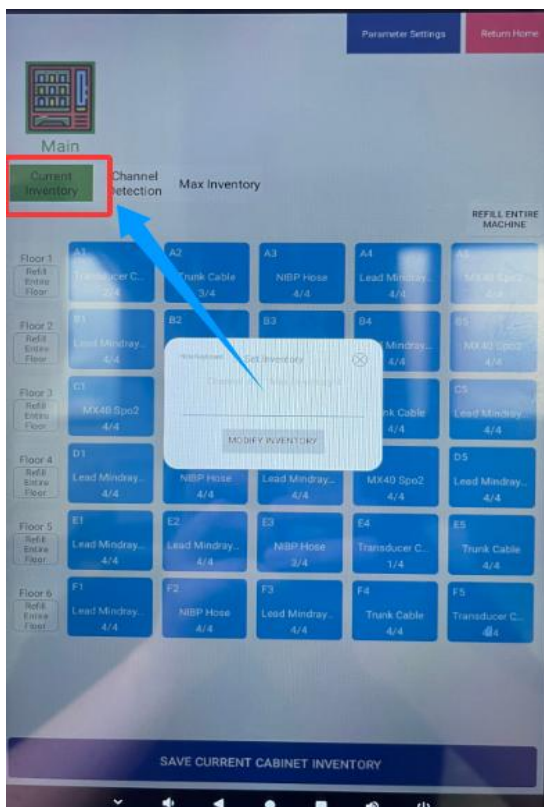 Parameter Settings
Return Home
Main
Current
Inventory
Channel
Detection
Max Inventory
REFILL ENTIRE
MACHINE
Floor 1
Refill
Entire
Floor
A1
Transducer C...
A2
Trunk Cable
3/4
A3
NIBP Hose
4/4
A4
Lead Mindray...
4/4
A5
MX40 Spo2
4/4
Floor 2
Refill
Entire
Floor
B1
Lead Mindray...
4/4
B2
B3
B4
Mindray...
4/4
B5
MX40 Spo2
4/4
Set Inventory
MODIFY INVENTORY
Floor 3
Refill
Entire
Floor
C1
MX40 Spo2
4/4
nk Cable
4/4
C5
Lead Mindray...
4/4
Floor 4
Refill
Entire
Floor
D1
Lead Mindray...
4/4
NIBP Hose
4/4
Lead Mindray...
4/4
MX40 Spo2
4/4
D5
Lead Mindray...
4/4
Floor 5
Refill
Entire
Floor
E1
Lead Mindray...
4/4
E2
Lead Mindray...
4/4
E3
NIBP Hose
3/4
E4
Transducer C...
1/4
E5
Trunk Cable
4/4
Floor 6
Refill
Entire
Floor
F1
Lead Mindray...
4/4
F2
NIBP Hose
4/4
F3
Lead Mindray...
4/4
F4
Trunk Cable
4/4
F5
Transducer C...
SAVE CURRENT CABINET INVENTORY